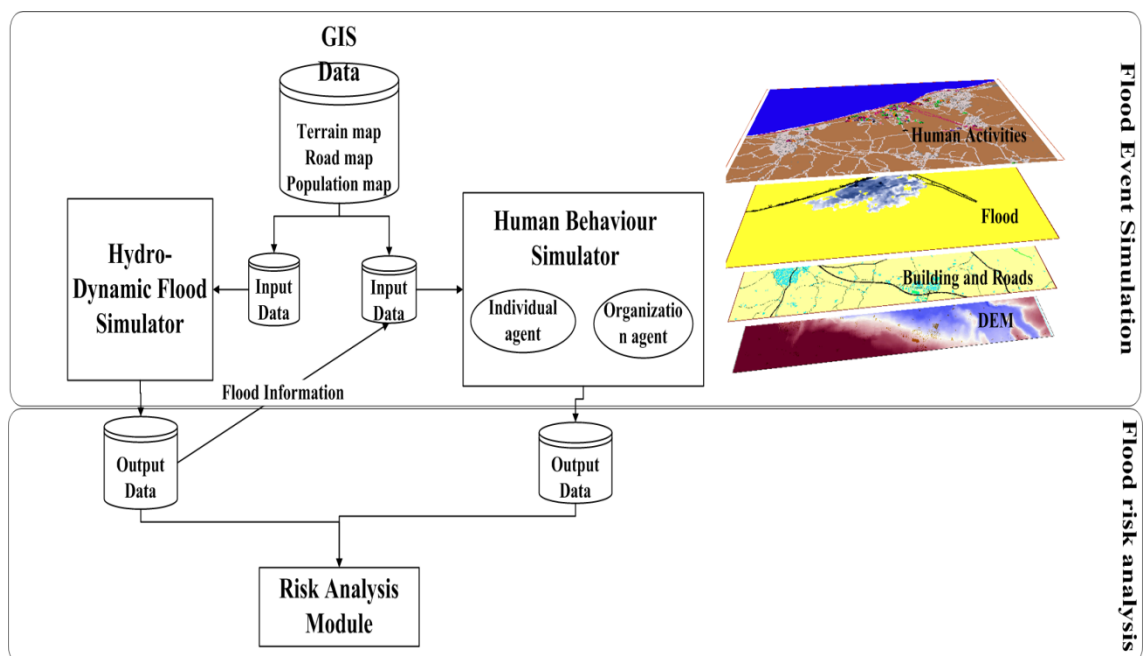 GIS
Data
Terrain map
Road map
Population map
Hydro-
Dynamic Flood
Simulator
Input
Data
Input
Data
Human Behaviour
Simulator
Individual
agent
Organizatio
n agent
Flood Information
Human Activities
Flood
Building and Roads
DEM
Flood Event Simulation
Output
Data
Output
Data
Risk Analysis
Module
Flood risk analysis